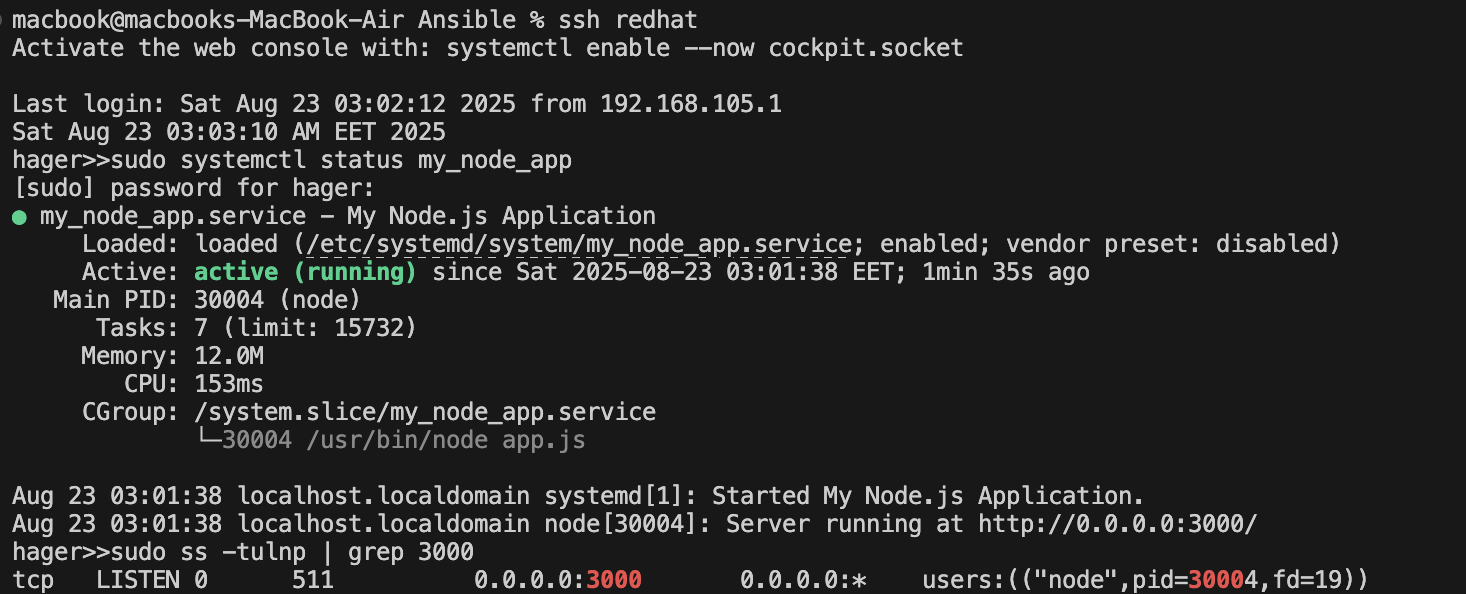 macbook@macbooks-MacBook-Air Ansible % ssh redhat
Activate the web console with: systemctl enable --now cockpit.socket
Last login: Sat Aug 23 03:02:12 2025 from 192.168.105.1
Sat Aug 23 03:03:10 AM EET 2025
hager>>sudo systemctl status my_node_app
[sudo] password for hager:
● my_node_app.service - My Node.js Application
     Loaded: loaded (/etc/systemd/system/my_node_app.service; enabled; vendor preset: disabled)
     Active: active (running) since Sat 2025-08-23 03:01:38 EET; 1min 35s ago
   Main PID: 30004 (node)
      Tasks: 7 (limit: 15732)
     Memory: 12.0M
        CPU: 153ms
     CGroup: /system.slice/my_node_app.service
             └─30004 /usr/bin/node app.js
Aug 23 03:01:38 localhost.localdomain systemd[1]: Started My Node.js Application.
Aug 23 03:01:38 localhost.localdomain node[30004]: Server running at http://0.0.0.0:3000/
hager>>sudo ss -tulnp | grep 3000
tcp   LISTEN 0      511          0.0.0.0:3000       0.0.0.0:*    users:(("node",pid=30004,fd=19))